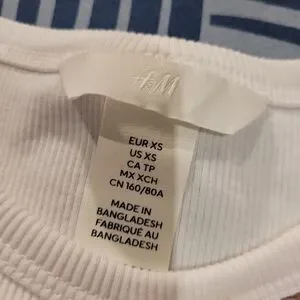 H&M
EUR XS
US XS
CA TP
MX XCH
CN 160/80A
MADE IN
BANGLADESH
FABRIQUÉ AU
BANGLADESH